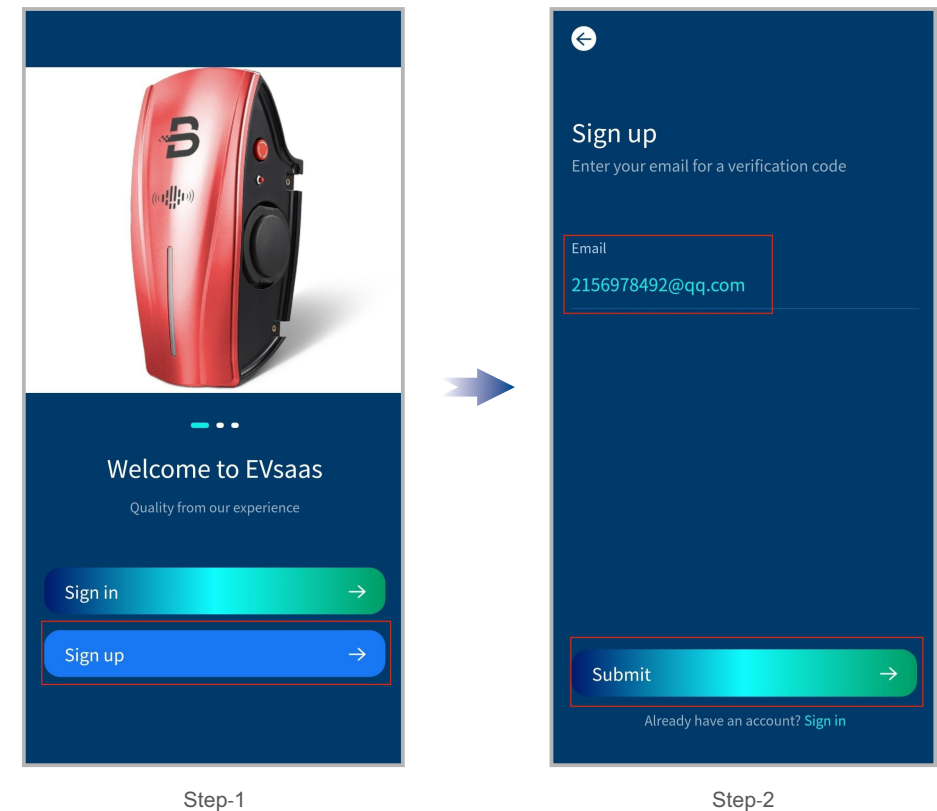 B
Welcome to EVsaas
Quality from our experience
Sign in
Sign up
Step-1
Sign up
Enter your email for a verification code
Email
2156978492@qq.com
Submit
Already have an account? Sign in
Step-2